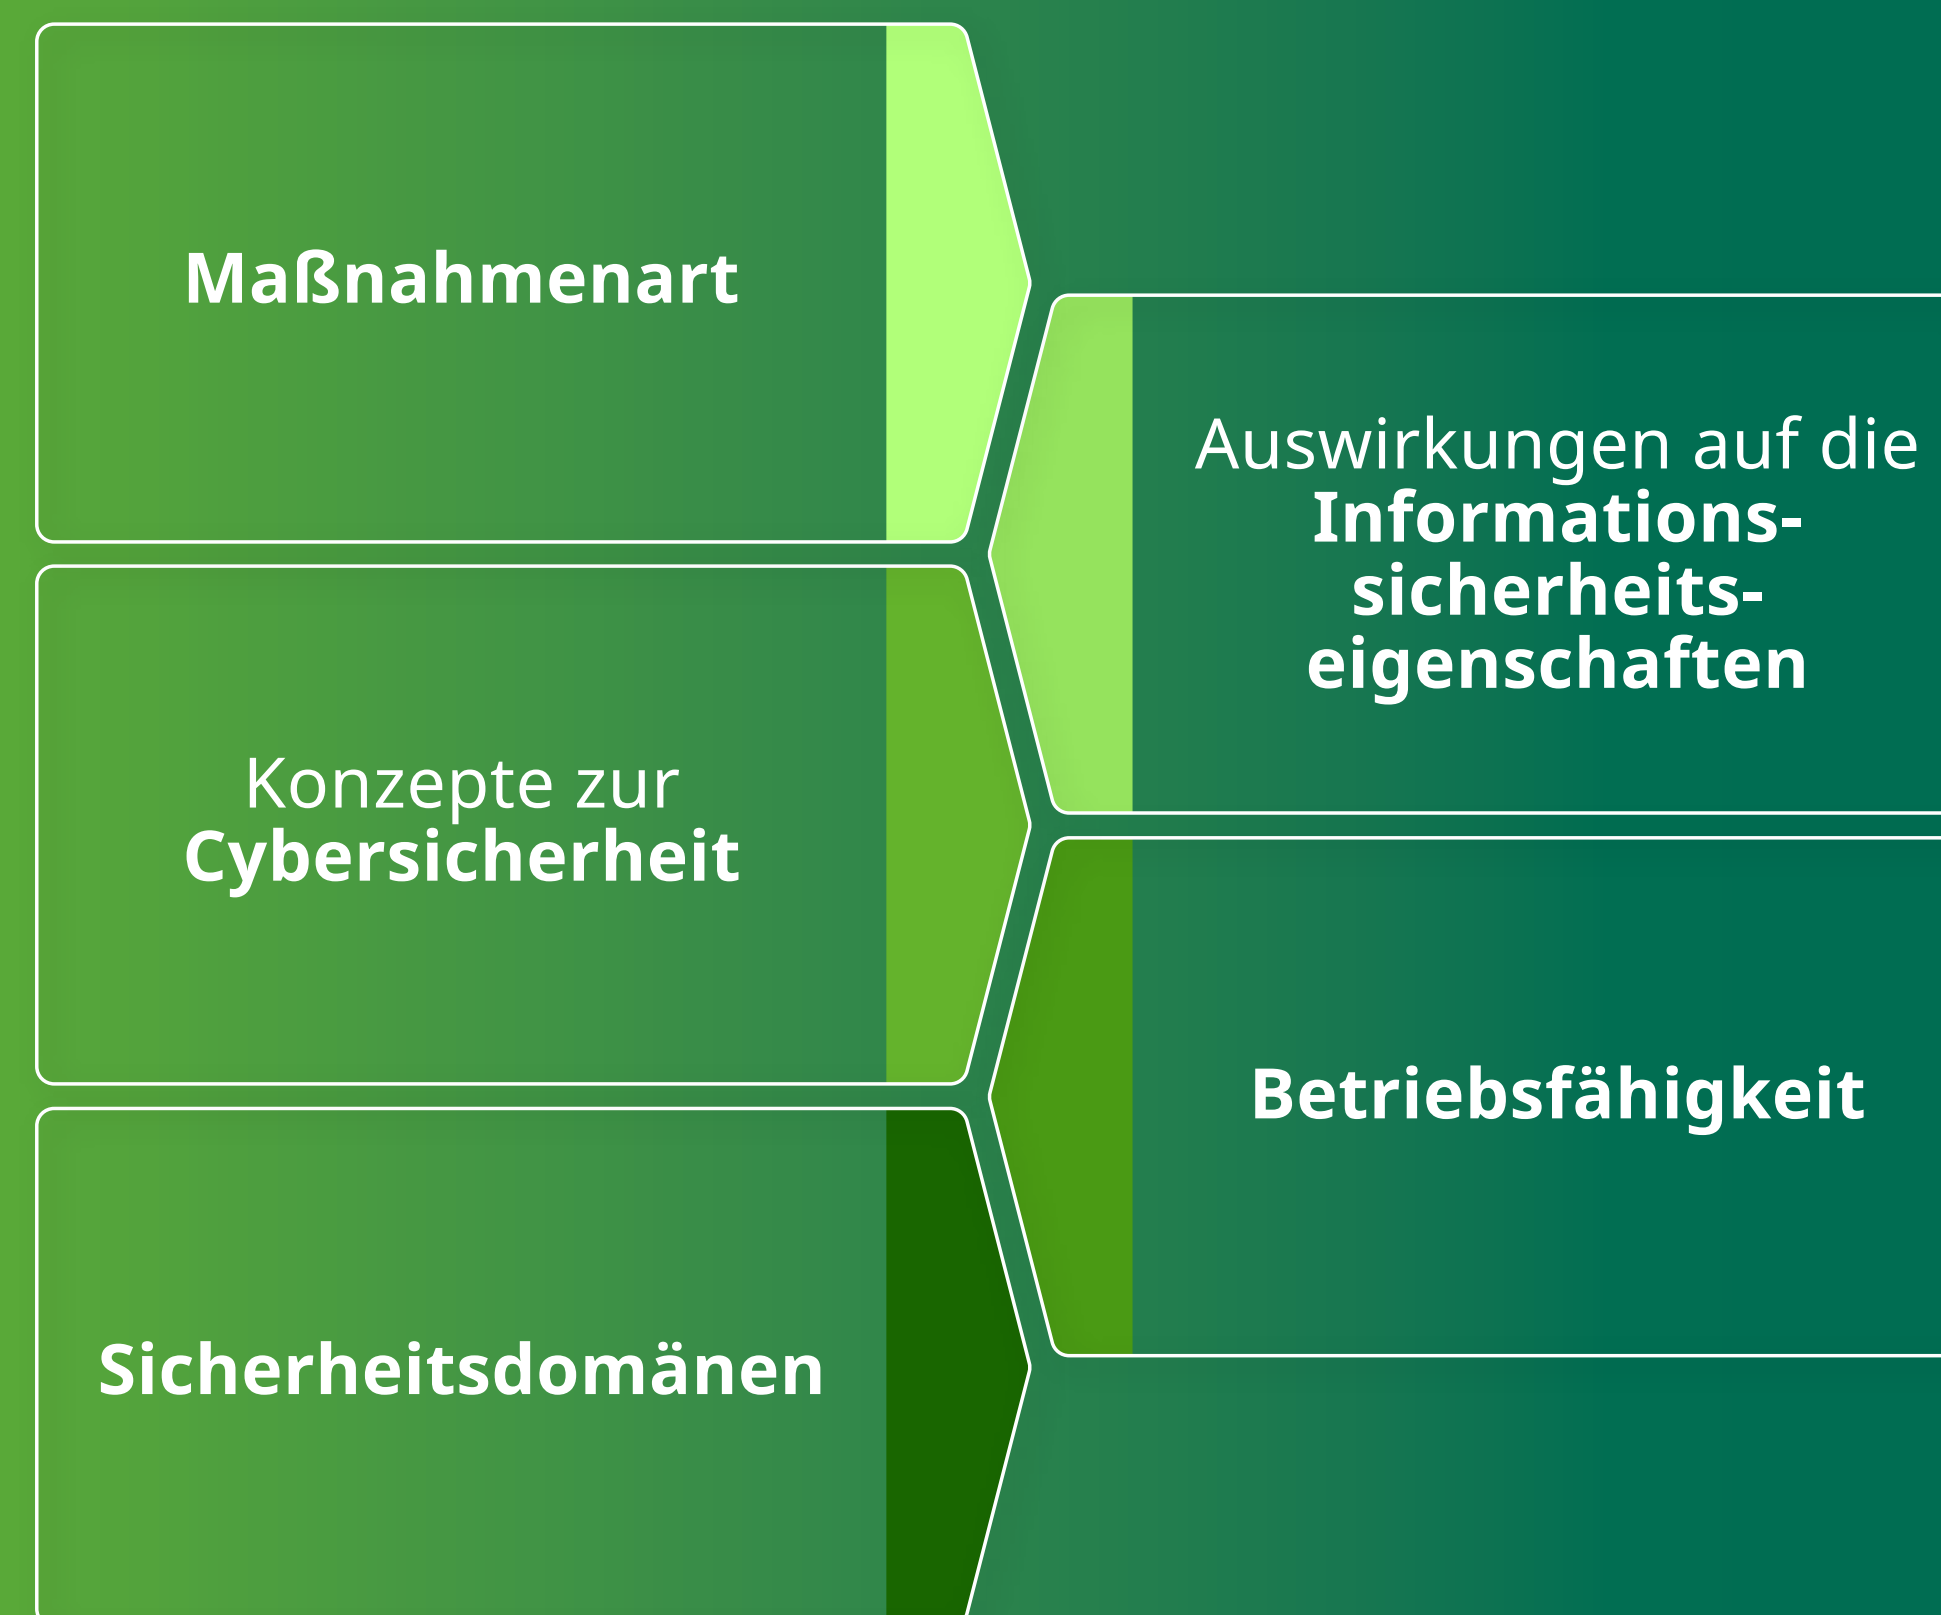 Maßnahmenart
Auswirkungen auf die
Informations-
sicherheits-
eigenschaften
Konzepte zur
Cybersicherheit
Betriebsfähigkeit
Sicherheitsdomänen